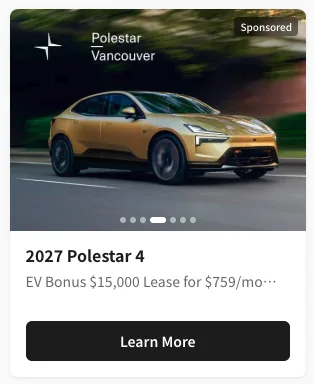 Sponsored
Polestar
Vancouver
2027 Polestar 4
EV Bonus $15,000 Lease for $759/mo…
Learn More